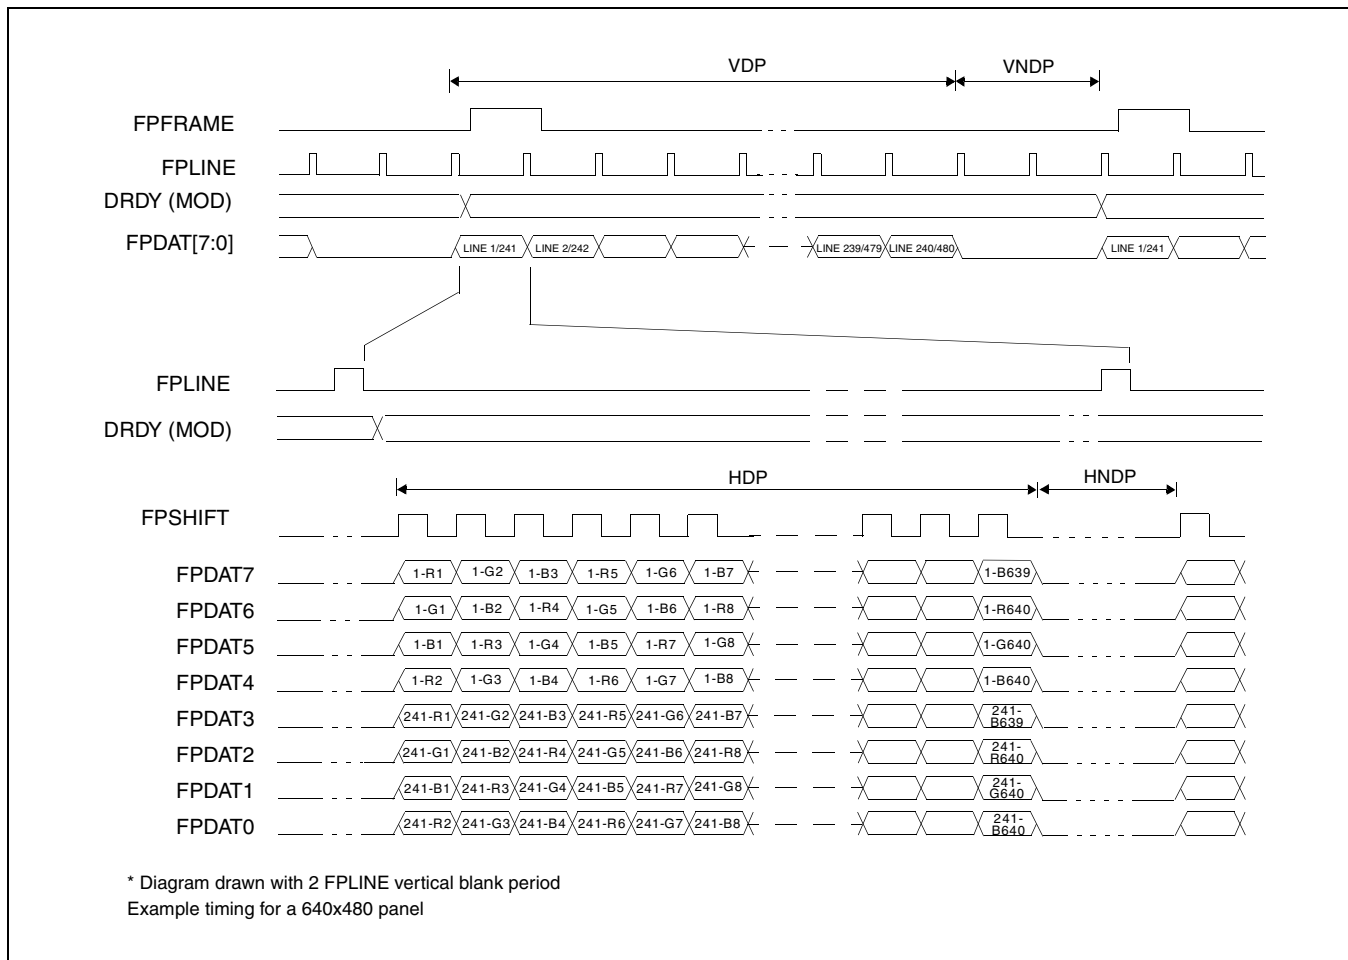 VDP VNDP
FPFRAME
FPLINE
DRDY (MOD)
FPDAT[7:0] LINE 1/241 LINE 2/242 LINE 239/479 LINE 240/480 LINE 1/241
FPLINE
DRDY (MOD)
HDP HNDP
FPSHIFT
FPDAT7 1-R1 1-G2 1-B3 1-R5 1-G6 1-B7 1-B639
FPDAT6 1-G1 1-B2 1-R4 1-G5 1-B6 1-R8 1-R640
FPDAT5 1-B1 1-R3 1-G4 1-B5 1-R7 1-G8 1-G640
FPDAT4 1-R2 1-G3 1-B4 1-R6 1-G7 1-B8 1-B640
FPDAT3 241-R1 241-G2 241-B3 241-R5 241-G6 241-B7 241-B639
FPDAT2 241-G1 241-B2 241-R4 241-G5 241-B6 241-R8 241-R640
FPDAT1 241-B1 241-R3 241-G4 241-B5 241-R7 241-G8 241-G640
FPDAT0 241-R2 241-G3 241-B4 241-R6 241-G7 241-B8 241-B640
* Diagram drawn with 2 FPLINE vertical blank period
Example timing for a 640x480 panel